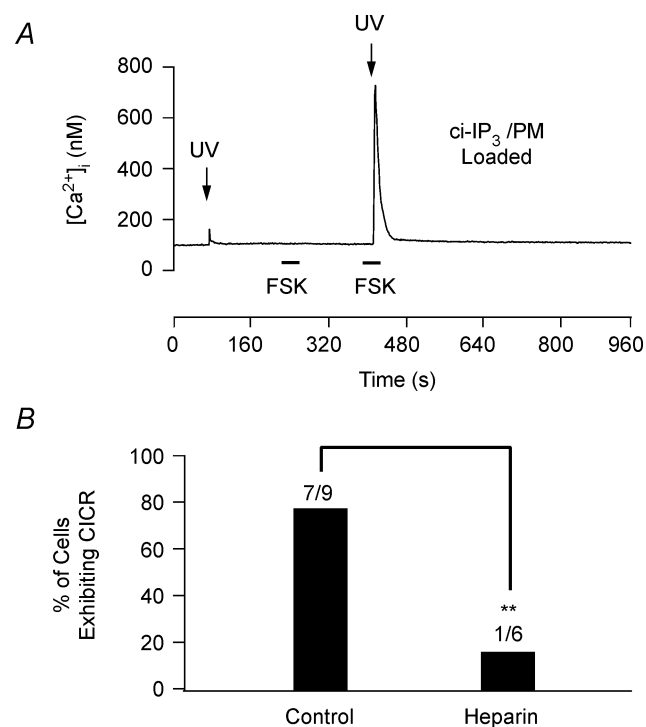 A
UV
800
600
400
200
0
[Ca²⁺]ᵢ (nM)
UV
ci-IP₃ /PM
Loaded
FSK
FSK
0 160 320 480 640 800 960
Time (s)
B
100
80
60
40
20
0
% of Cells
Exhibiting CICR
7/9
**
1/6
Control Heparin